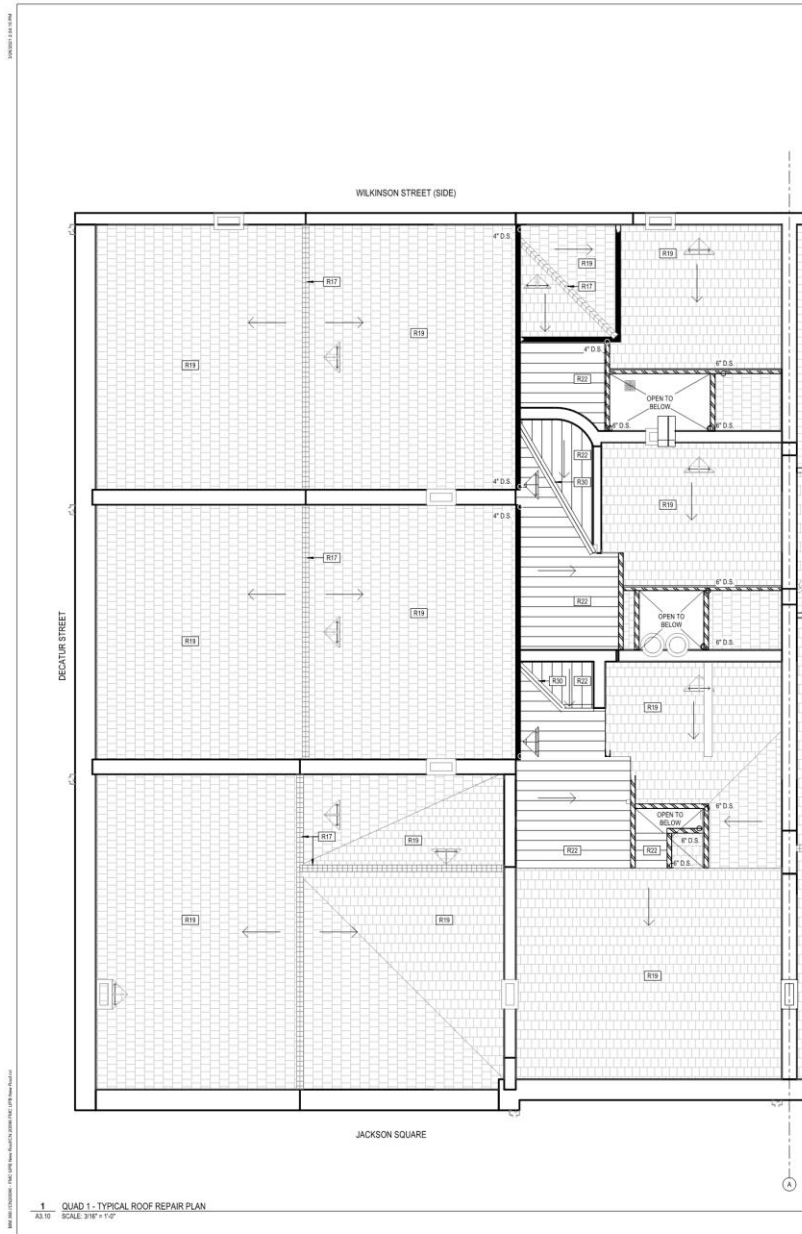 WILKINSON STREET (SIDE)
4" D.S.
R19
R17
R19
R17
R19
R19
4" D.S.
6" D.S.
R22
OPEN TO
BELOW
6" D.S.
6" D.S.
R22
R30
4" D.S.
4" D.S.
R19
R17
R22
6" D.S.
R19
R19
OPEN TO
BELOW
6" D.S.
DECATUR STREET
R30
R22
R19
6" D.S.
R17
R19
OPEN TO
BELOW
6" D.S.
R22
R22
6" D.S.
R19
R19
R19
JACKSON SQUARE
A
1
QUAD 1 - TYPICAL ROOF REPAIR PLAN
A3.10
SCALE: 3/16" = 1'-0"